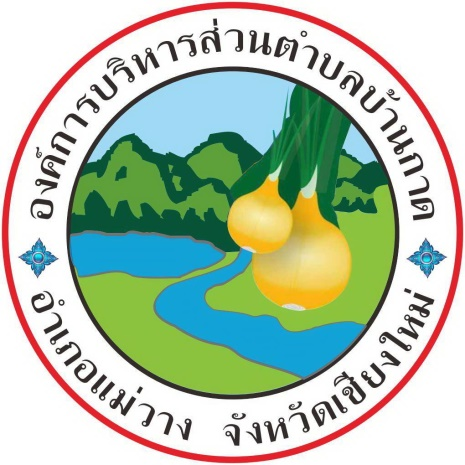 องค์การบริหารส่วนตำบลบ้านกาด
อำเภอแม่วาง จังหวัดเชียงใหม่